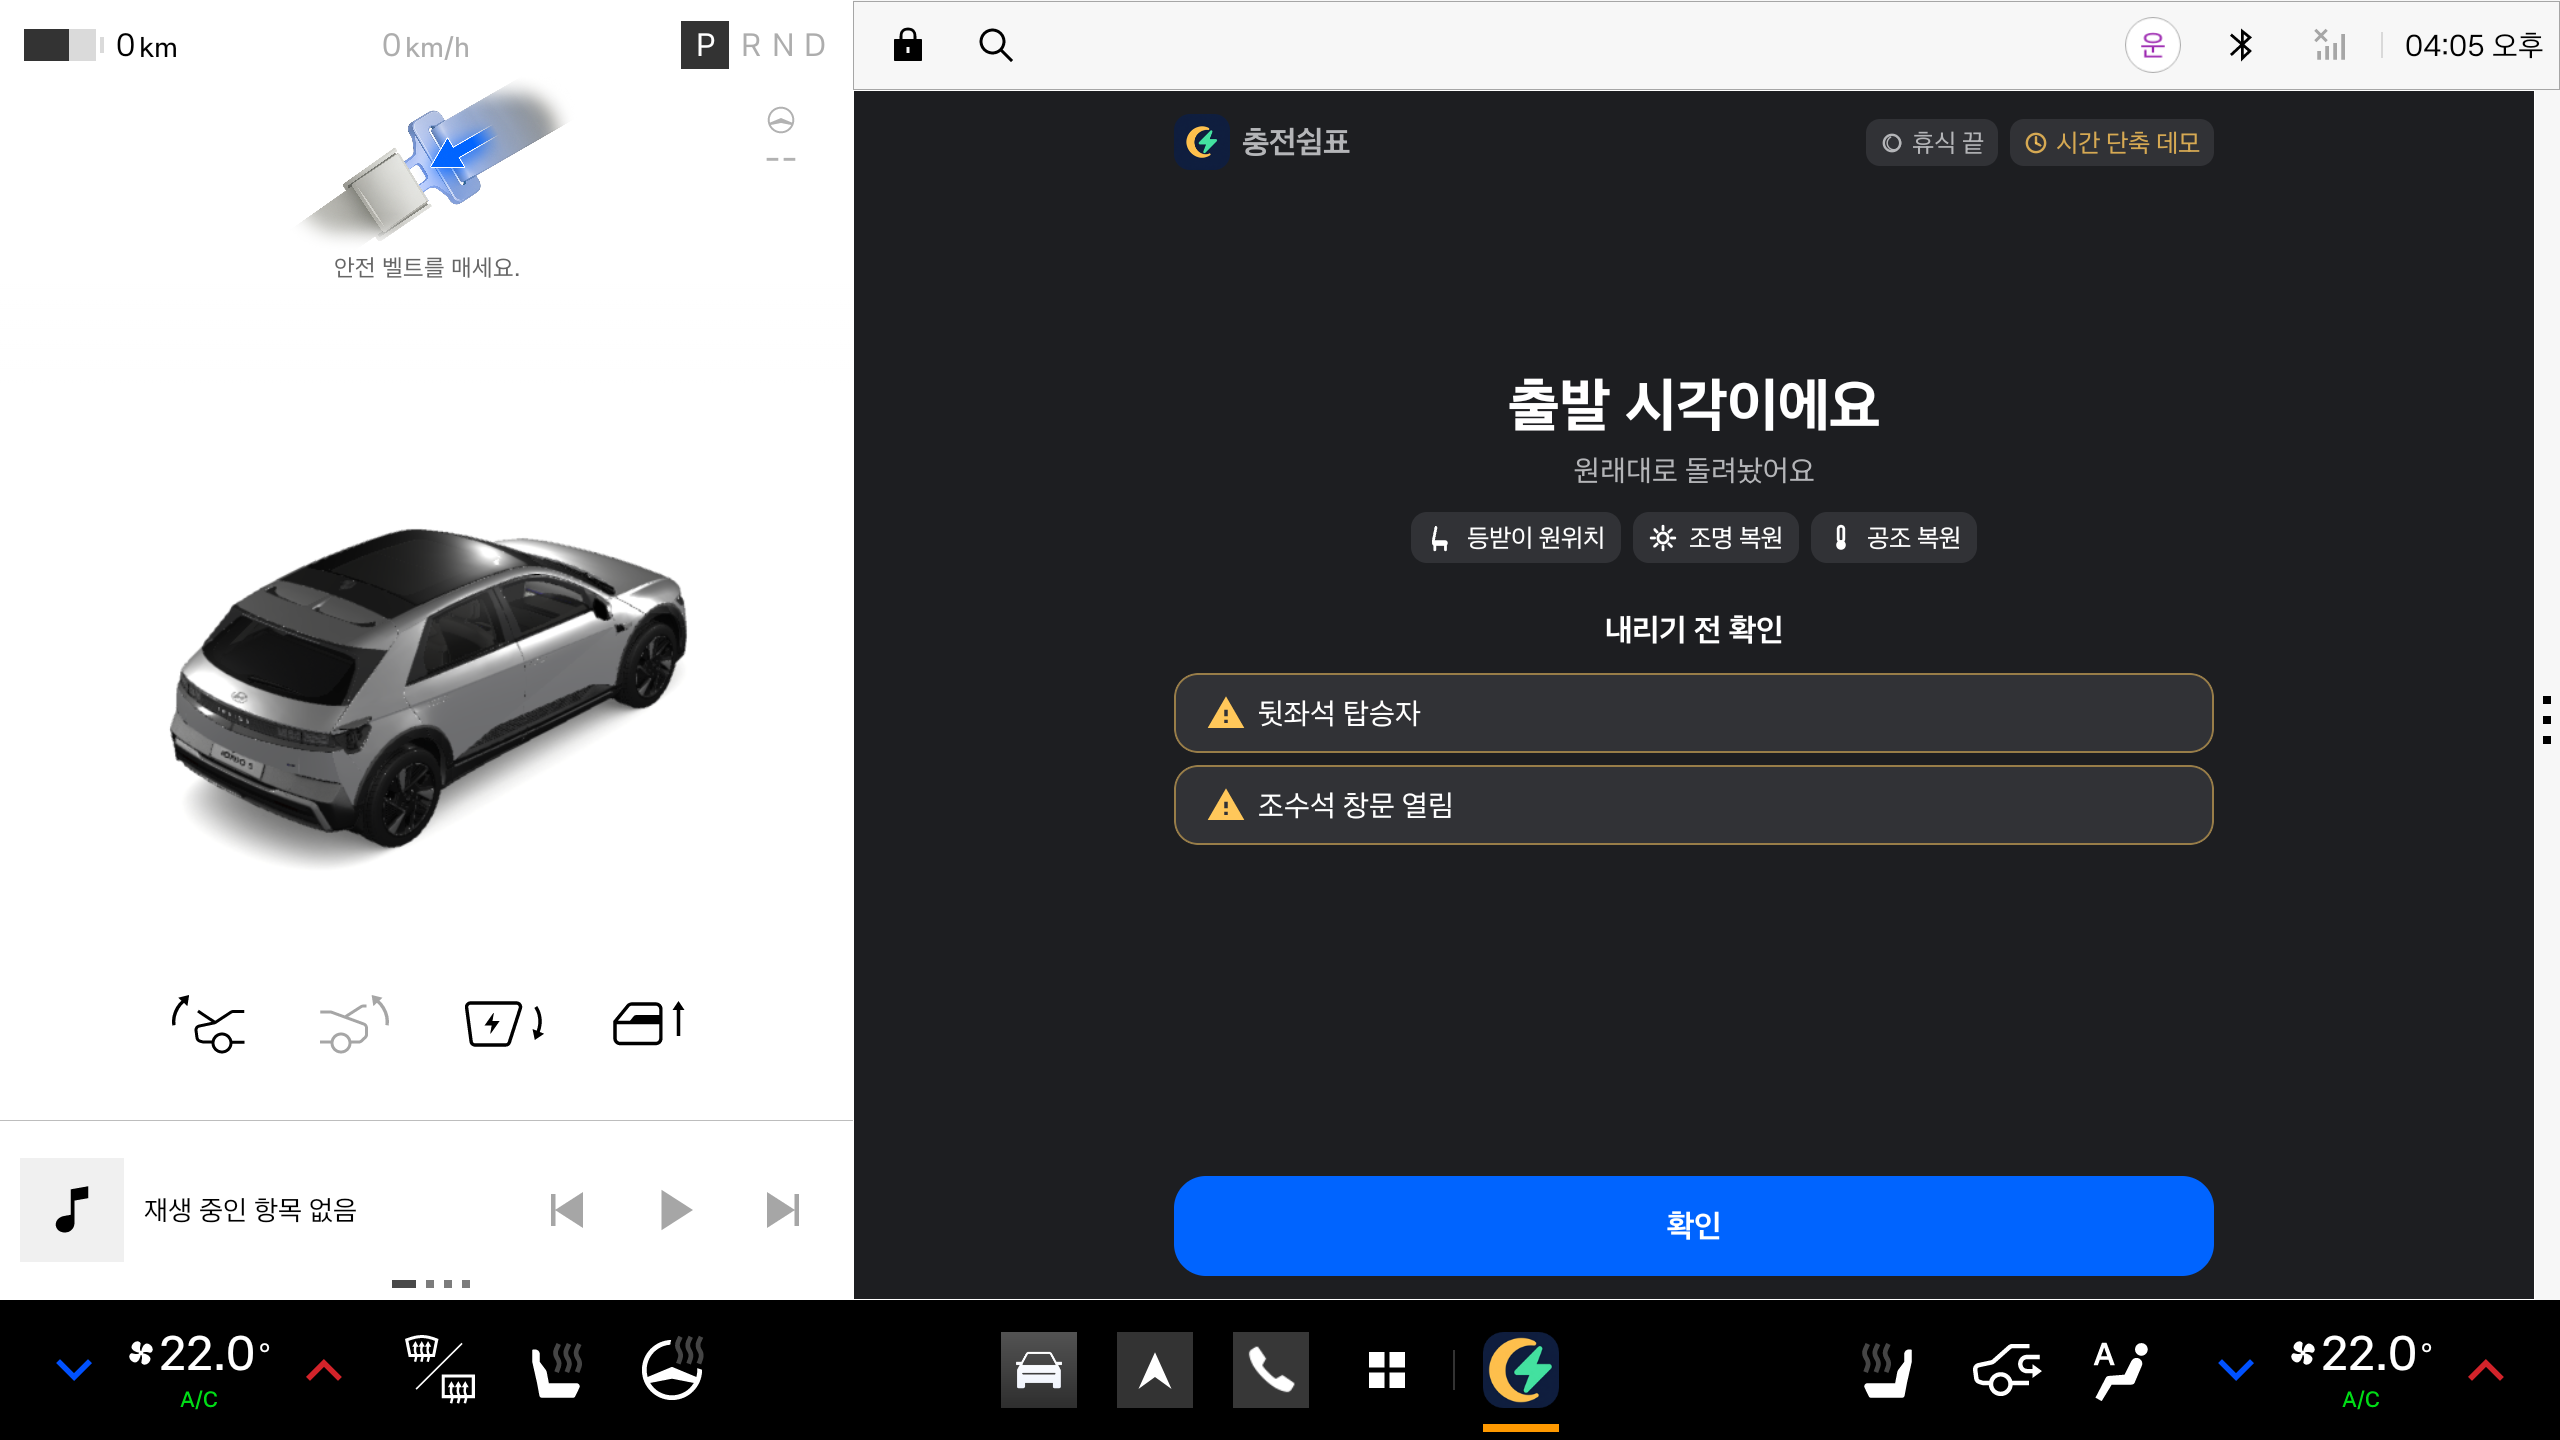 0 km
0 km/h
P R N D
안전 벨트를 매세요.
IONIQ 5
재생 중인 항목 없음
운
04:05 오후
충전쉼표
휴식 끝
시간 단축 데모
출발 시각이에요
원래대로 돌려놨어요
등받이 원위치
조명 복원
공조 복원
내리기 전 확인
뒷좌석 탑승자
조수석 창문 열림
확인
22.0°
A/C
A
22.0°
A/C